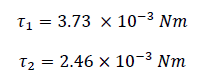 τ₁ = 3.73 × 10⁻³ Nm
τ₂ = 2.46 × 10⁻³ Nm